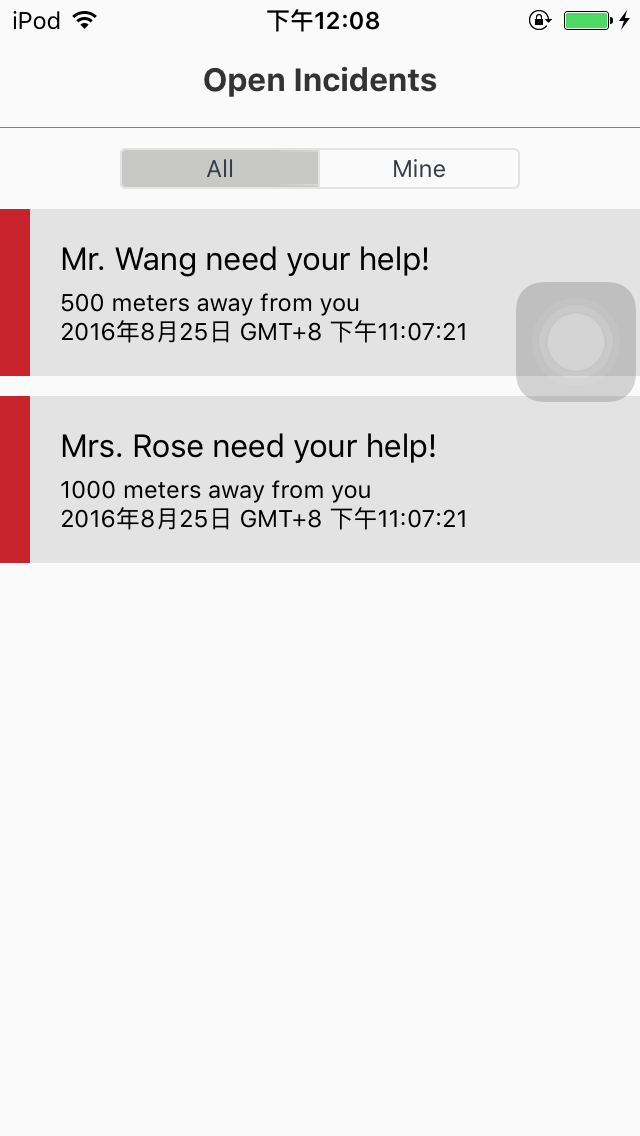 iPod 下午12:08
Open Incidents
All Mine
Mr. Wang need your help!
500 meters away from you
2016年8月25日 GMT+8 下午11:07:21
Mrs. Rose need your help!
1000 meters away from you
2016年8月25日 GMT+8 下午11:07:21